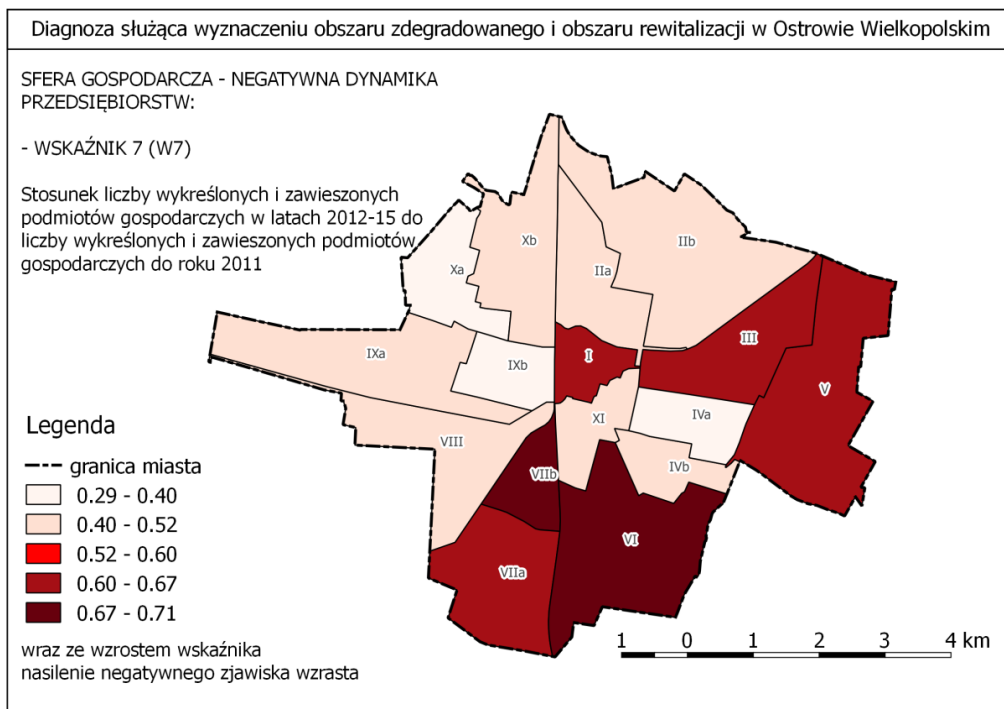 Diagnoza służąca wyznaczeniu obszaru zdegradowanego i obszaru rewitalizacji w Ostrowie Wielkopolskim
SFERA GOSPODARCZA - NEGATYWNA DYNAMIKA
PRZEDSIĘBIORSTW:
- WSKAŹNIK 7 (W7)
Stosunek liczby wykreślonych i zawieszonych
podmiotów gospodarczych w latach 2012-15 do
liczby wykreślonych i zawieszonych podmiotów
gospodarczych do roku 2011
Xb
IIb
IIa
Xa
III
I
IXa
IXb
V
IVa
XI
VIII
IVb
VIIb
VI
VIIa
Legenda
granica miasta
0.29 - 0.40
0.40 - 0.52
0.52 - 0.60
0.60 - 0.67
0.67 - 0.71
wraz ze wzrostem wskaźnika
nasilenie negatywnego zjawiska wzrasta
1 0 1 2 3 4 km